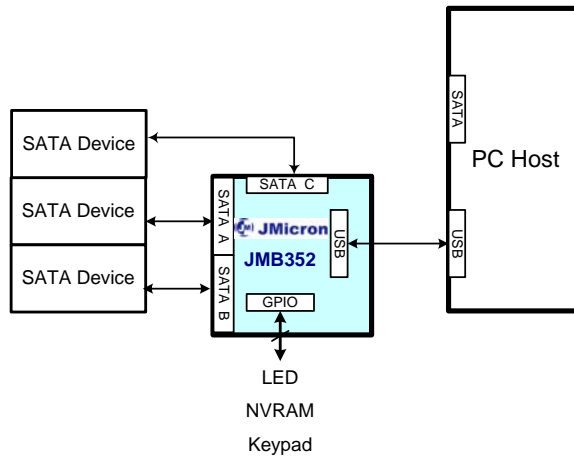 SATA Device
SATA Device
SATA Device
SATA C
SATA A
SATA B
JMicron
JMB352
USB
GPIO
LED
NVRAM
Keypad
SATA
PC Host
USB